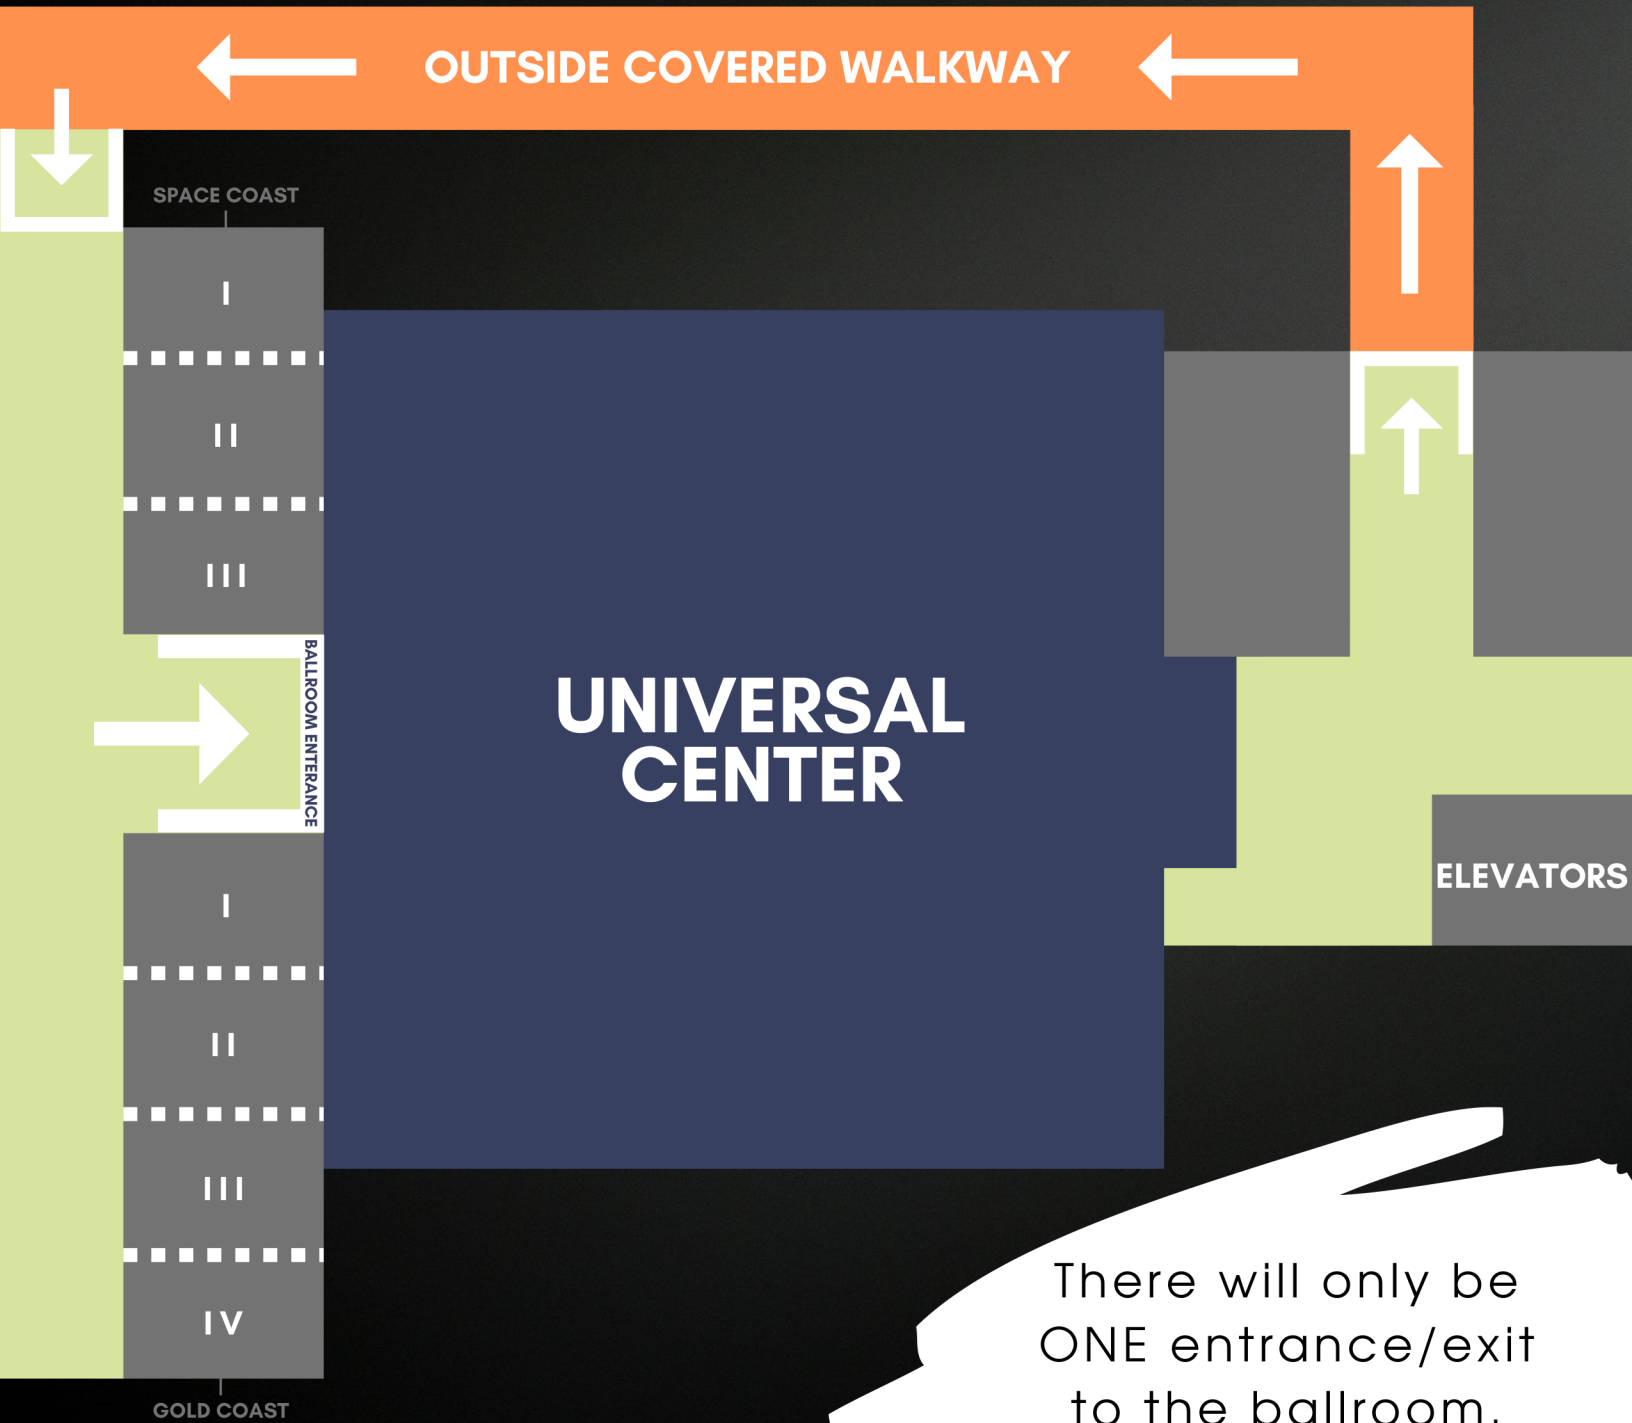 OUTSIDE COVERED WALKWAY
SPACE COAST
I
II
III
BALLROOM ENTERANCE
UNIVERSAL
CENTER
ELEVATORS
I
II
III
IV
GOLD COAST
There will only be
ONE entrance/exit
to the ballroom.